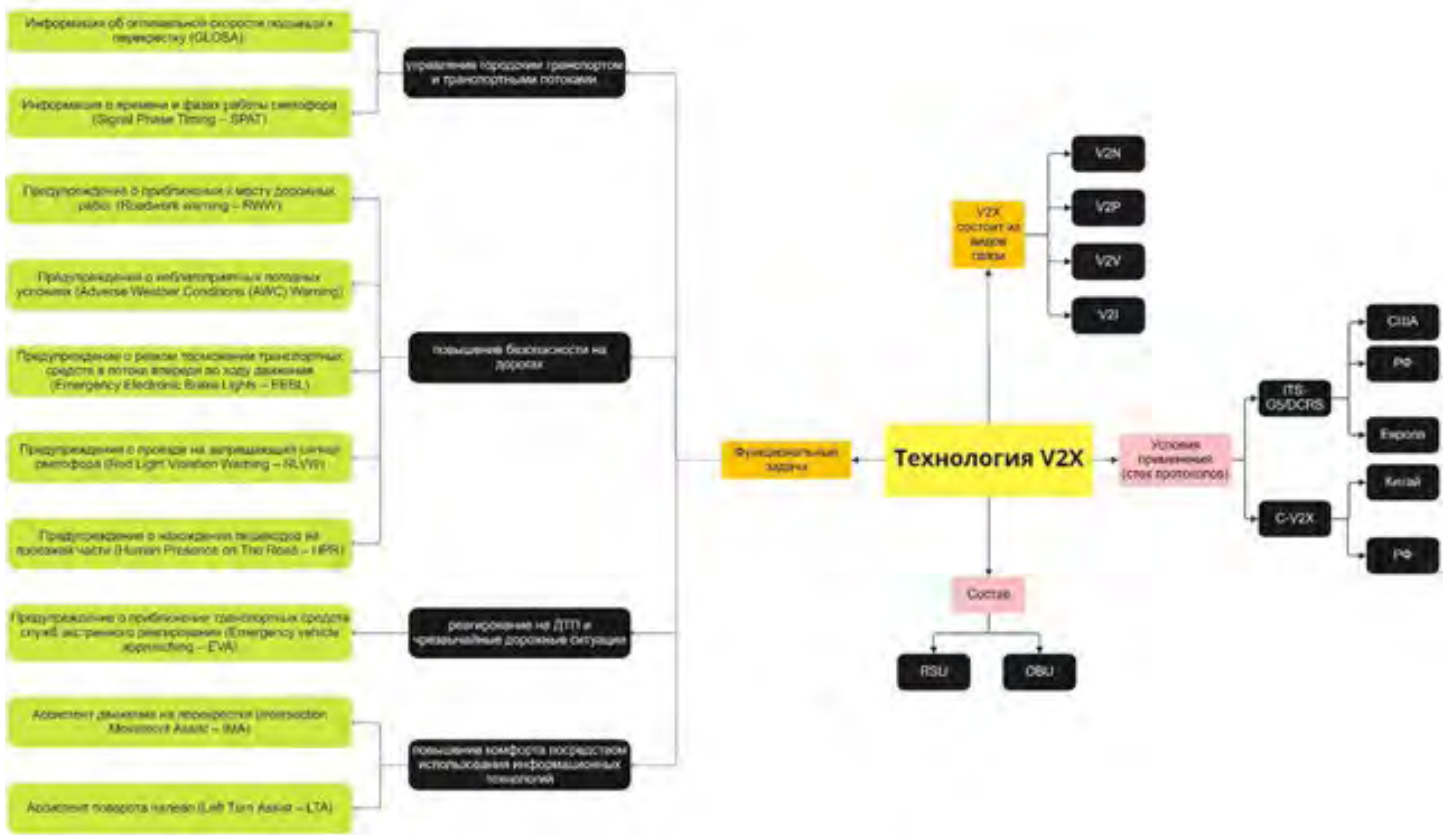 Информация об оптимальной скорости подъезда к
перекрестку (GLOSA)
Информация о времени и фазах работы светофора
(Signal Phase Timing – SPAT)
Предупреждения о приближении к месту дорожных
работ (Roadwork warning – RWW)
Предупреждения о неблагоприятных погодных
условиях (Adverse Weather Conditions (AWC) Warning)
Предупреждение о резком торможении транспортных
средств в потоке впереди по ходу движения
(Emergency Electronic Brake Lights – EEBL)
Предупреждения о проезде на запрещающий сигнал
светофора (Red Light Violation Warning – RLVW)
Предупреждения о нахождении пешеходов на
проезжей части (Human Presence on The Road – HPR)
Предупреждение о приближении транспортных средств
служб экстренного реагирования (Emergency vehicle
approaching – EVA)
Ассистент движения на перекрестке (Intersection
Movement Assist – IMA)
Ассистент поворота налево (Left Turn Assist – LTA)
управление городским транспортом
и транспортными потоками
повышение безопасности на
дорогах
реагирование на ДТП и
чрезвычайные дорожные ситуации
повышение комфорта посредством
использования информационных
технологий
Функциональные
задачи
Технология V2X
V2X
состоит из
видов
связи
V2N
V2P
V2V
V2I
Условия
применения
(стек протоколов)
ITS-
G5/DCRS
США
РФ
Европа
C-V2X
Китай
РФ
Состав
RSU
OBU